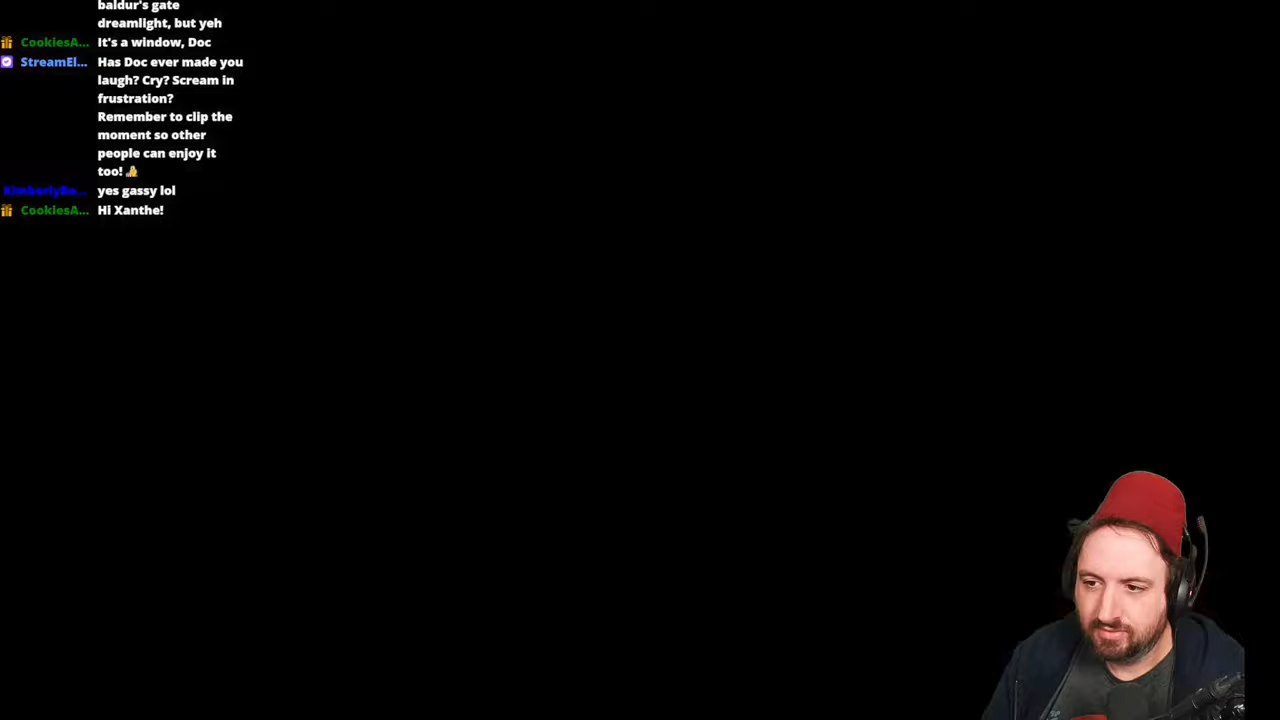 baldur's gate
dreamlight, but yeh
CookiesA... It's a window, Doc
StreamEl... Has Doc ever made you
laugh? Cry? Scream in
frustration?
Remember to clip the
moment so other
people can enjoy it
too!
KimberlyBe... yes gassy lol
CookiesA... Hi Xanthe!